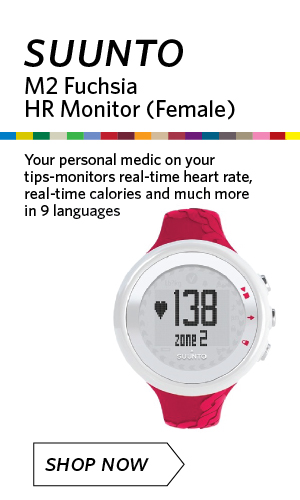 SUUNTO
M2 Fuchsia
HR Monitor (Female)
Your personal medic on your
tips-monitors real-time heart rate,
real-time calories and much more
in 9 languages
138
zone 2
SUUNTO
SHOP NOW